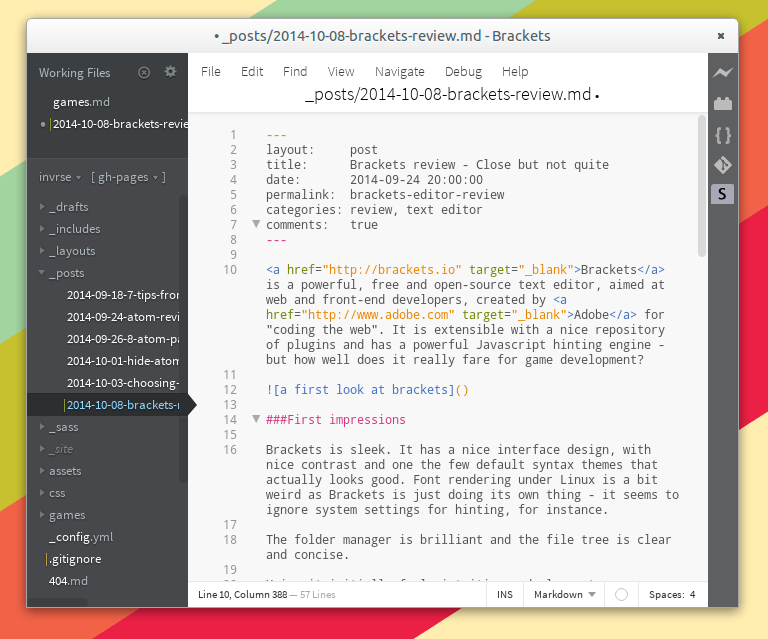 • _posts/2014-10-08-brackets-review.md - Brackets
Working Files
games.md
2014-10-08-brackets-revie
invrse [ gh-pages ]
_drafts
_includes
_layouts
_posts
2014-09-18-7-tips-fror
2014-09-24-atom-revi
2014-09-26-8-atom-pa
2014-10-01-hide-atom
2014-10-03-choosing-
2014-10-08-brackets-r
_sass
_site
assets
css
games
_config.yml
.gitignore
404.md
File Edit Find View Navigate Debug Help
_posts/2014-10-08-brackets-review.md •
1 ---
2 layout: post
3 title: Brackets review - Close but not quite
4 date: 2014-09-24 20:00:00
5 permalink: brackets-editor-review
6 categories: review, text editor
7 comments: true
8 ---
9
10 <a href="http://brackets.io" target="_blank">Brackets</a>
is a powerful, free and open-source text editor, aimed at
web and front-end developers, created by <a
href="http://www.adobe.com" target="_blank">Adobe</a> for
"coding the web". It is extensible with a nice repository
of plugins and has a powerful Javascript hinting engine -
but how well does it really fare for game development?
11
12 ![a first look at brackets]()
13
14 ###First impressions
15
16 Brackets is sleek. It has a nice interface design, with
nice contrast and one the few default syntax themes that
actually looks good. Font rendering under Linux is a bit
weird as Brackets is just doing its own thing - it seems to
ignore system settings for hinting, for instance.
17
18 The folder manager is brilliant and the file tree is clear
and concise.
19
{ }
S
Line 10, Column 388 — 57 Lines
INS
Markdown
Spaces: 4